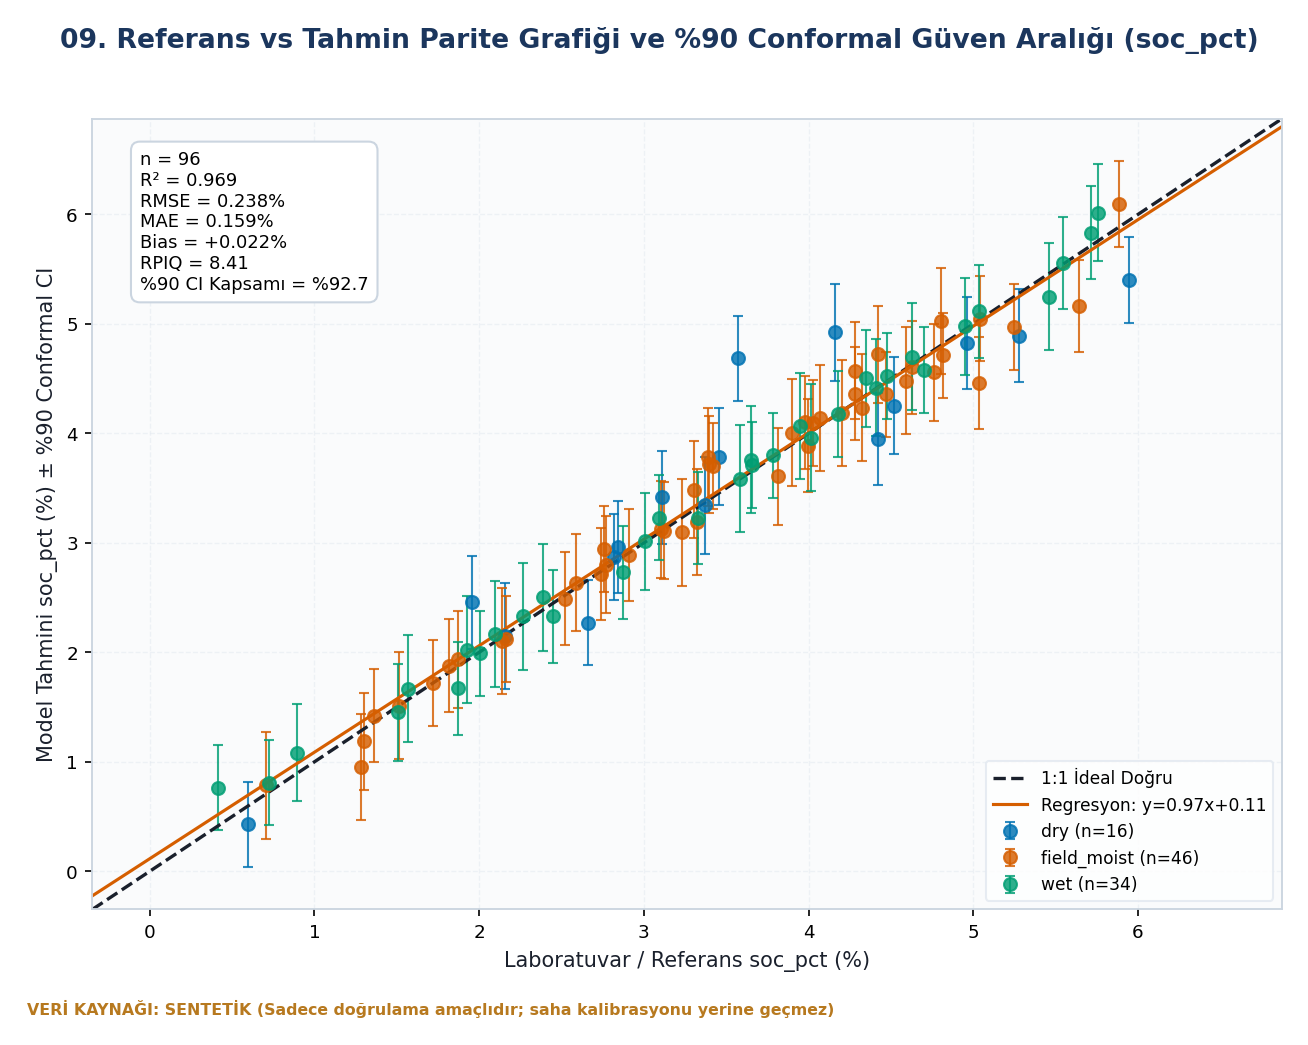 09. Referans vs Tahmin Parite Grafiği ve %90 Conformal Güven Aralığı (soc_pct)
n = 96
R² = 0.969
RMSE = 0.238%
MAE = 0.159%
Bias = +0.022%
RPIQ = 8.41
%90 CI Kapsamı = %92.7
Model Tahmini soc_pct (%) ± %90 Conformal CI
6
5
4
3
2
1
0
1:1 İdeal Doğru
Regresyon: y=0.97x+0.11
dry (n=16)
field_moist (n=46)
wet (n=34)
0 1 2 3 4 5 6
Laboratuvar / Referans soc_pct (%)
VERİ KAYNAĞI: SENTETİK (Sadece doğrulama amaçlıdır; saha kalibrasyonu yerine geçmez)